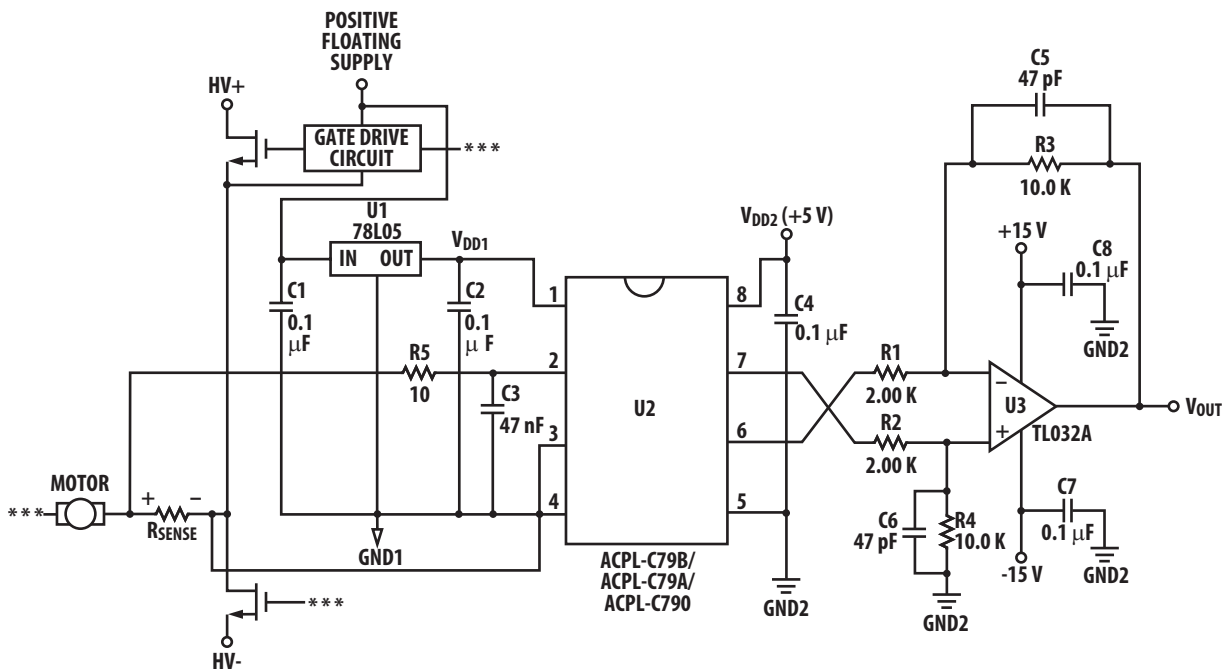 POSITIVE
FLOATING
SUPPLY
HV+
GATE DRIVE
CIRCUIT
***
U1
78L05
IN OUT
VDD1
C1
0.1
μF
C2
0.1
μ F
R5
10
C3
47 nF
MOTOR
***
+ −
RSENSE
GND1
***
HV-
1
2
3
4
U2
8
7
6
5
ACPL-C79B/
ACPL-C79A/
ACPL-C790
VDD2 (+5 V)
C4
0.1 μF
GND2
R1
2.00 K
R2
2.00 K
C5
47 pF
R3
10.0 K
+15 V
C8
0.1 μF
GND2
−
+
U3
TL032A
VOUT
C6
47 pF
R4
10.0 K
GND2
C7
0.1 μF
GND2
-15 V